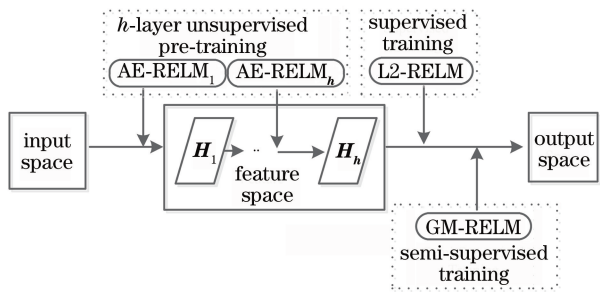 h-layer unsupervised
pre-training
AE-RELM1 AE-RELMh
supervised
training
L2-RELM
input
space
H1 ·· Hh
feature
space
output
space
GM-RELM
semi-supervised
training